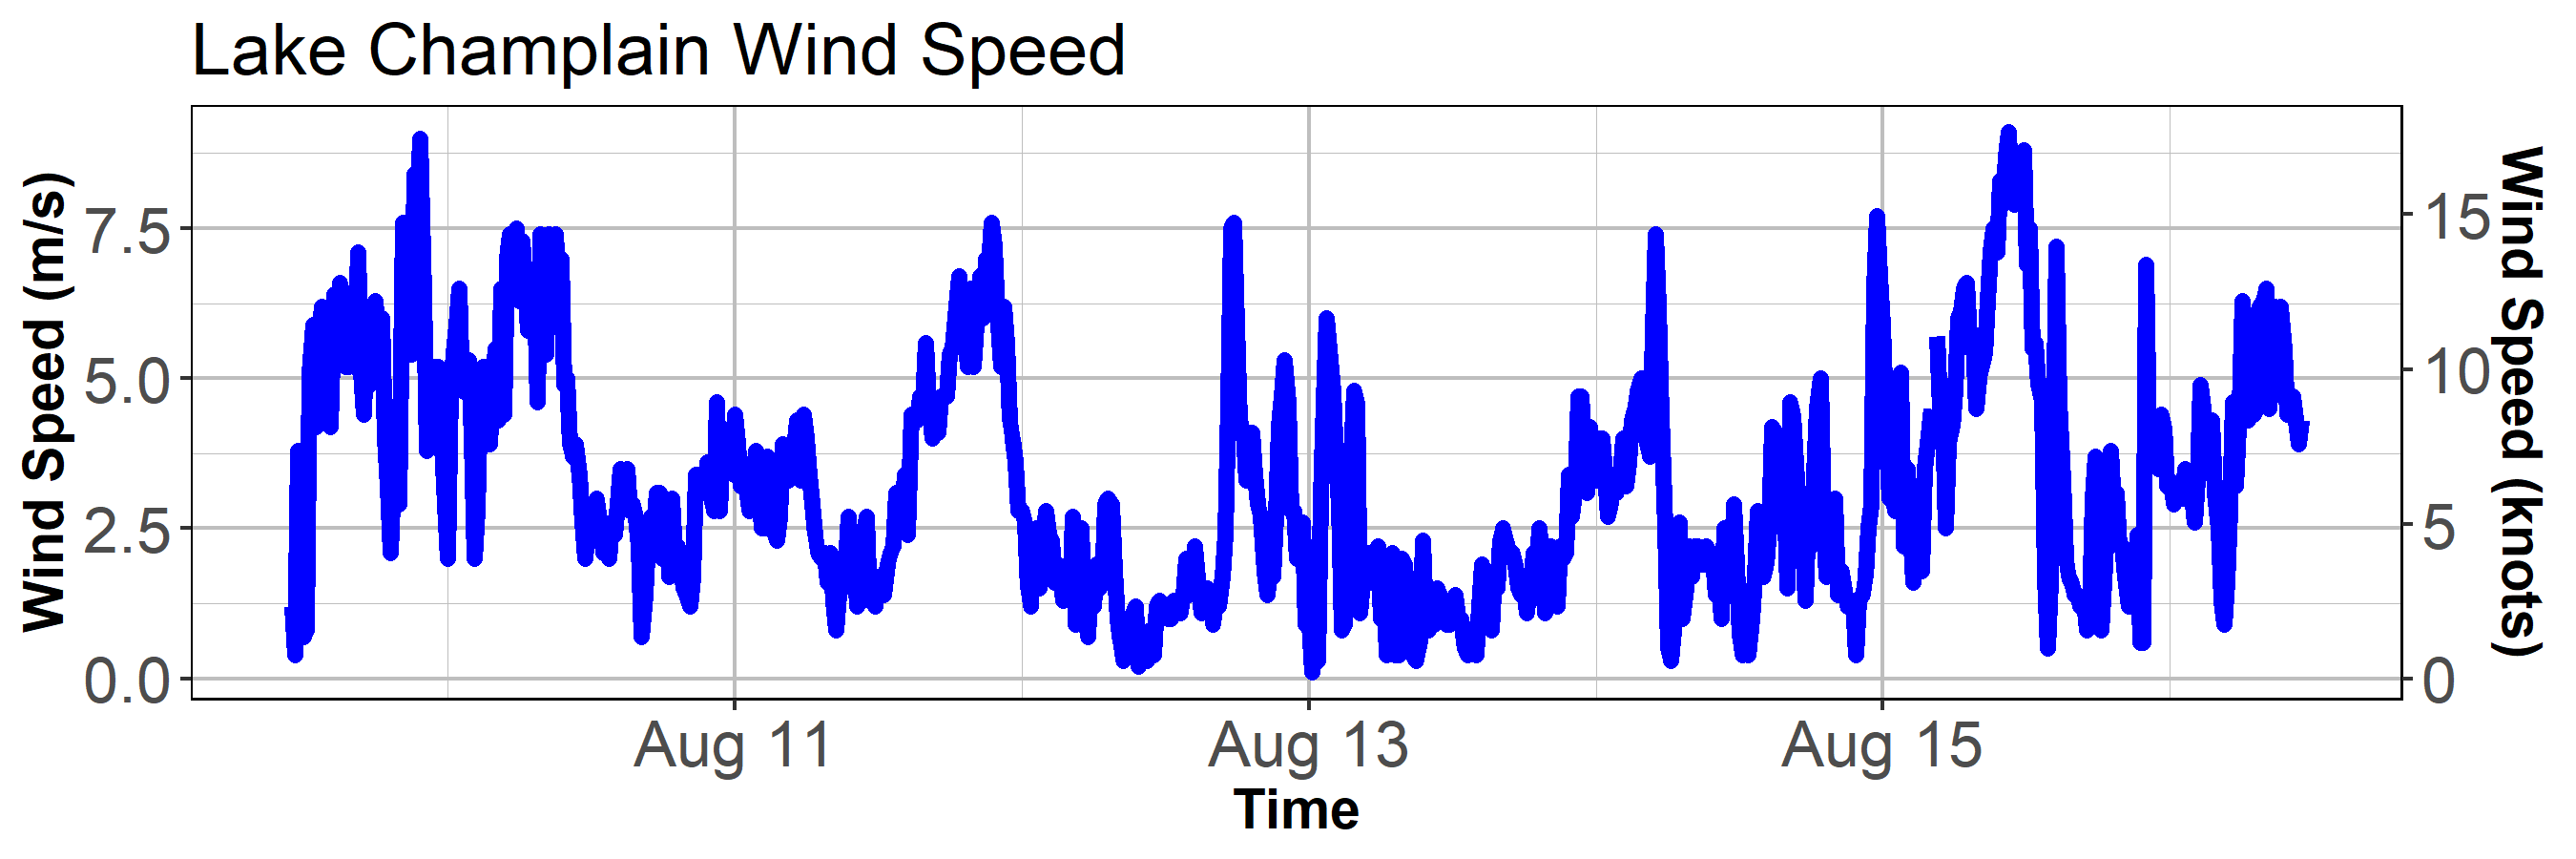 Lake Champlain Wind Speed
Wind Speed (m/s)
7.5
5.0
2.5
0.0
15
10
5
0
Wind Speed (knots)
Aug 11
Aug 13
Aug 15
Time